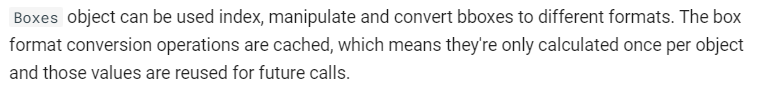 Boxes object can be used index, manipulate and convert bboxes to different formats. The box
format conversion operations are cached, which means they're only calculated once per object
and those values are reused for future calls.